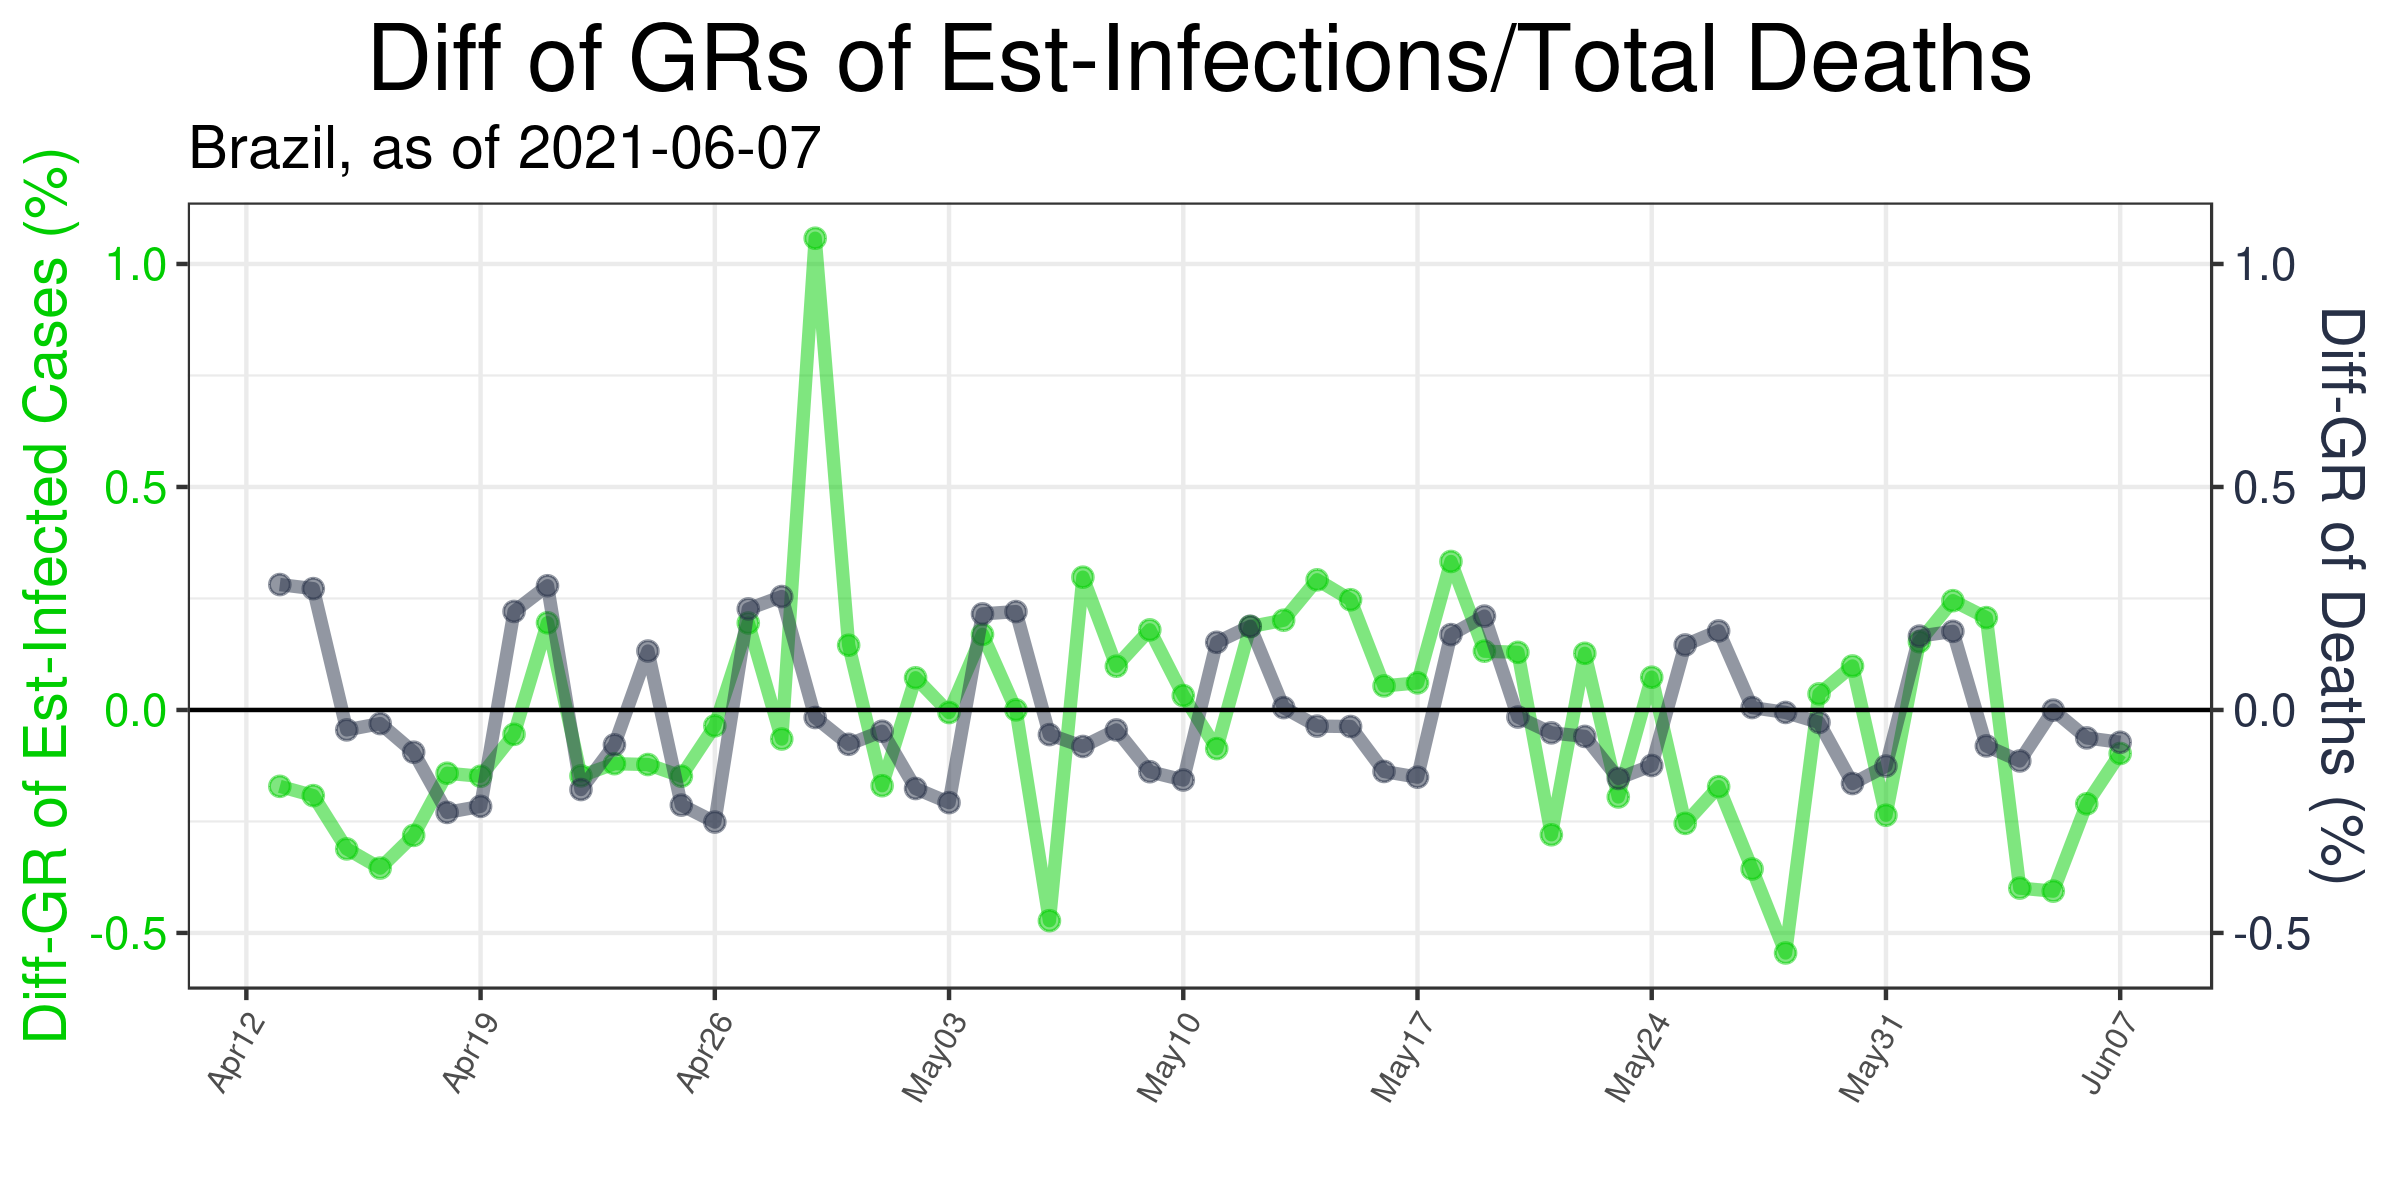 Diff of GRs of Est-Infections/Total Deaths
Brazil, as of 2021-06-07
Diff-GR of Est-Infected Cases (%)
1.0
0.5
0.0
-0.5
1.0
0.5
0.0
-0.5
Diff-GR of Deaths (%)
Apr12
Apr19
Apr26
May03
May10
May17
May24
May31
Jun07